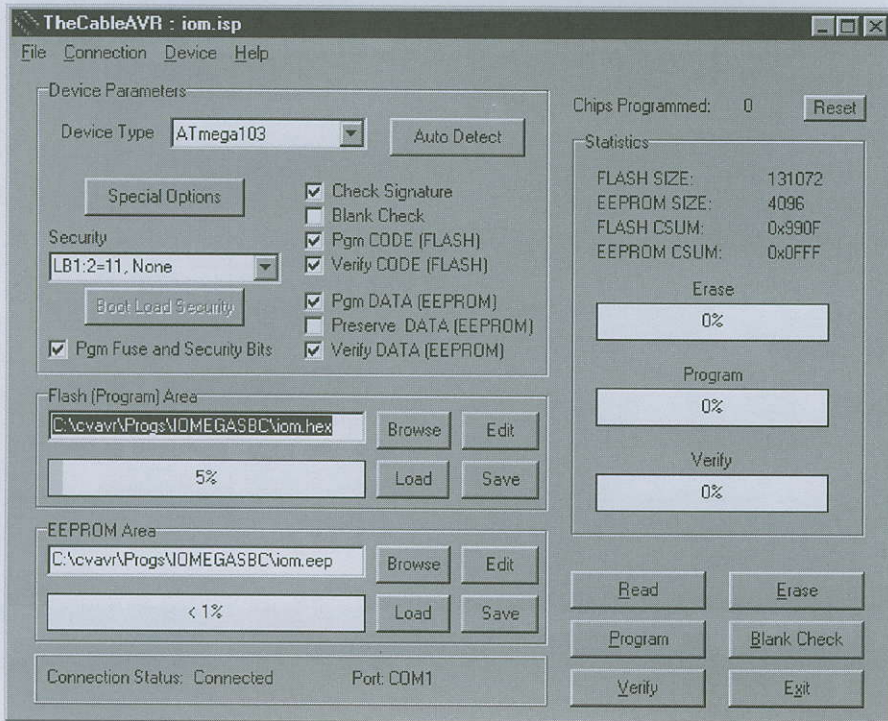 TheCableAVR : iom.isp
File Connection Device Help
Device Parameters
Device Type ATmega103 Auto Detect
Special Options
Security
LB1:2=11, None
Boot Load Security
Pgm Fuse and Security Bits
Check Signature
Blank Check
Pgm CODE (FLASH)
Verify CODE (FLASH)
Pgm DATA (EEPROM)
Preserve DATA (EEPROM)
Verify DATA (EEPROM)
Flash (Program) Area
C:\cvavr\Progs\IOMEGASBC\iom.hex Browse Edit
5% Load Save
EEPROM Area
C:\cvavr\Progs\IOMEGASBC\iom.eep Browse Edit
< 1% Load Save
Connection Status: Connected Port: COM1
Chips Programmed: 0 Reset
Statistics
FLASH SIZE: 131072
EEPROM SIZE: 4096
FLASH CSUM: 0x990F
EEPROM CSUM: 0x0FFF
Erase
0%
Program
0%
Verify
0%
Read Erase
Program Blank Check
Verify Exit